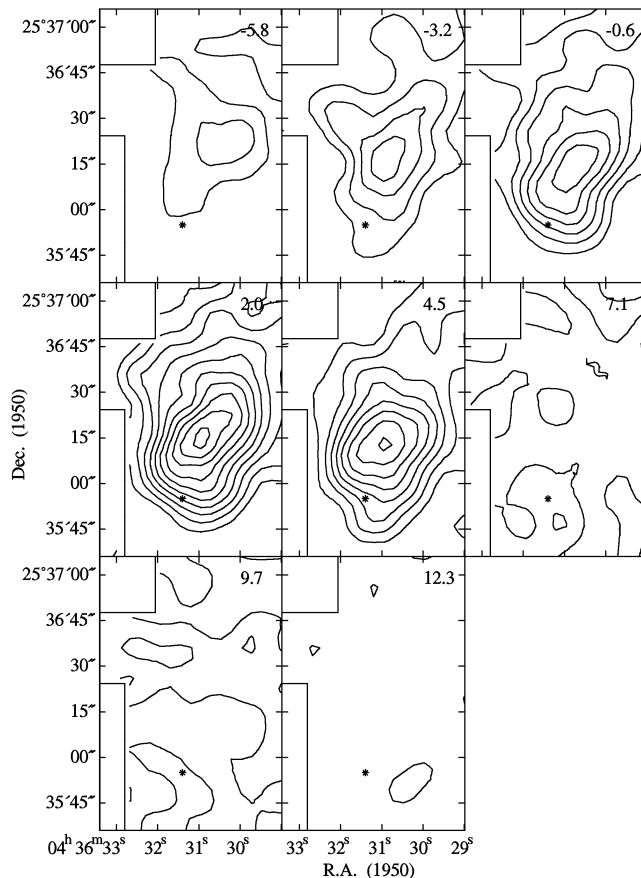 25°37′00″ -5.8 -3.2 -0.6
36′45″
30″
15″
00″
35′45″
25°37′00″ 2.0 4.5 7.1
36′45″
30″
15″
00″
35′45″
Dec. (1950)
25°37′00″ 9.7 12.3
36′45″
30″
15″
00″
35′45″
04ʰ 36ᵐ33ˢ 32ˢ 31ˢ 30ˢ 33ˢ 32ˢ 31ˢ 30ˢ 29ˢ
R.A. (1950)